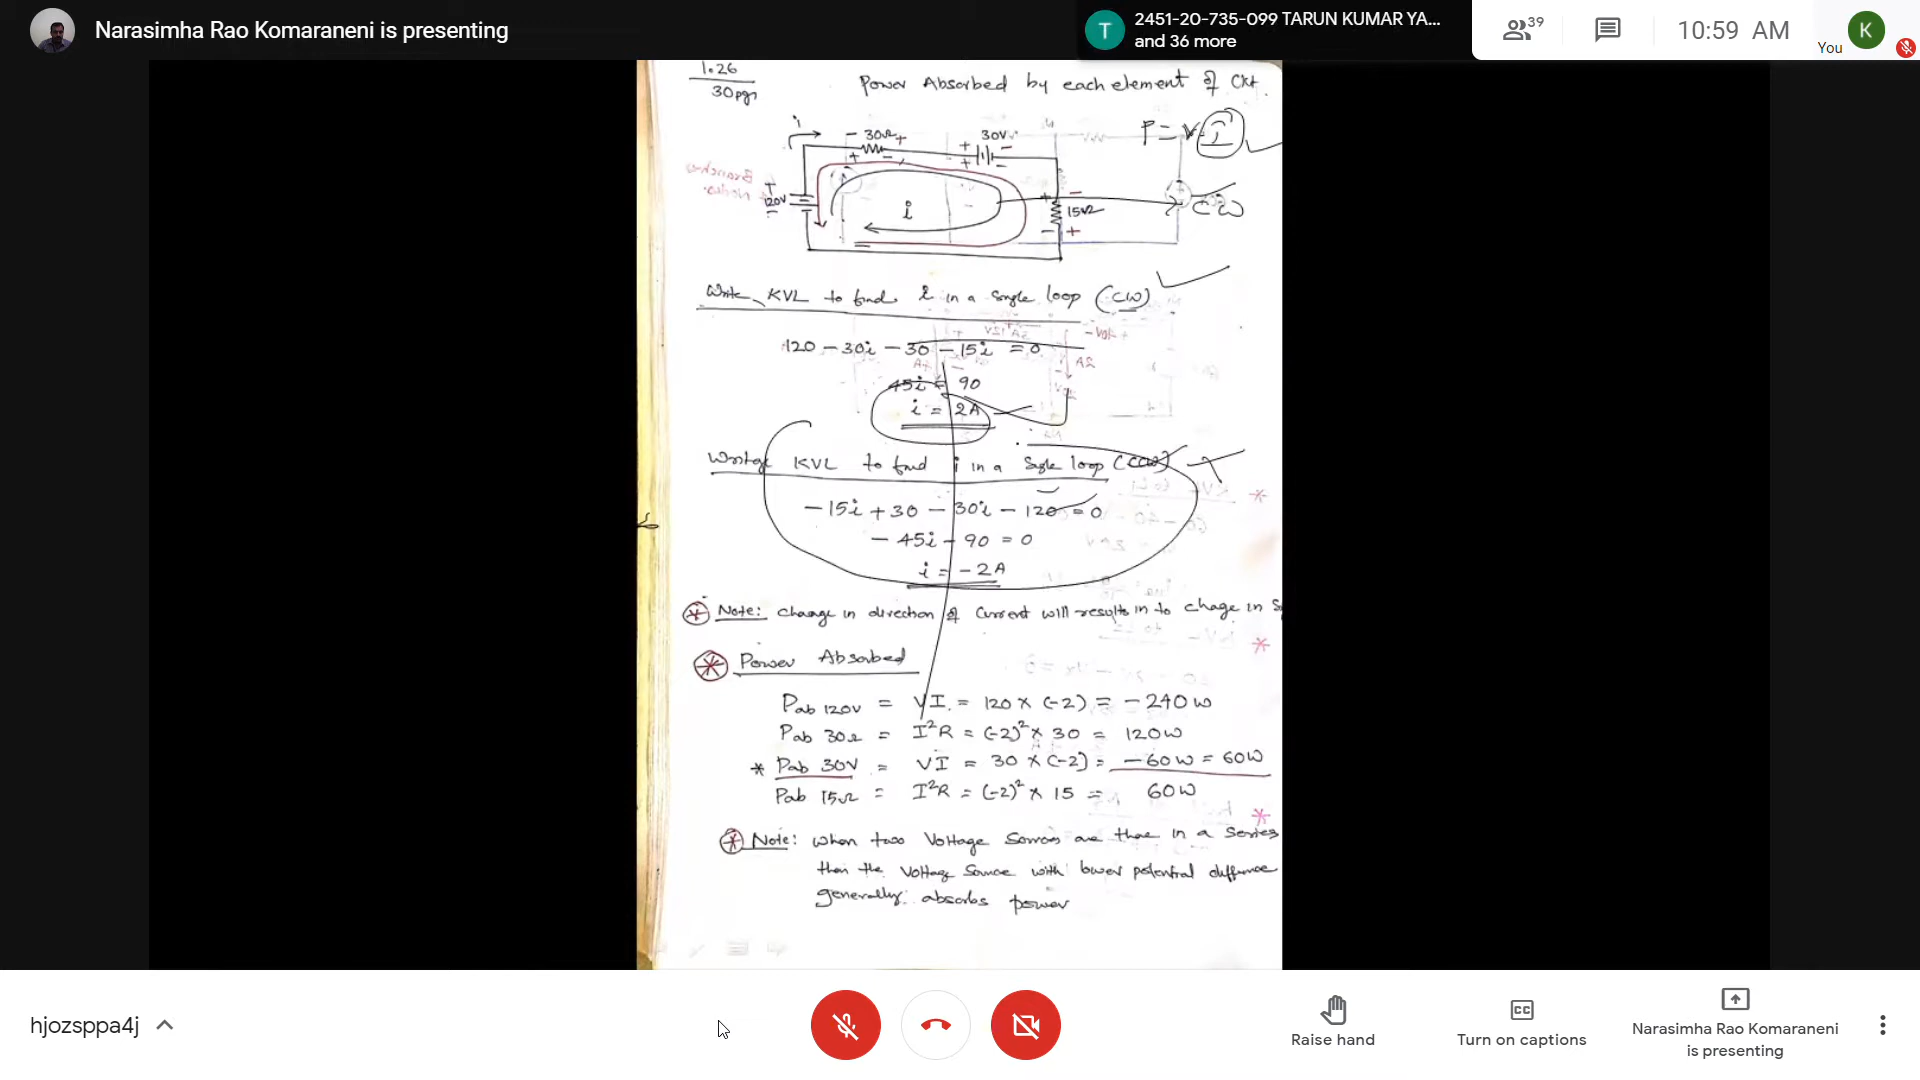 Narasimha Rao Komaraneni is presenting
T
2451-20-735-099 TARUN KUMAR YA...
and 36 more
39
10:59 AM
You
K
1.26
30pg
Power Absorbed by each element of Ckt.
P = V.i
i
- 30Ω +
+ -
30V
+ -
+ -
120V
+
-
i
+ -
15Ω
- +
CW
Write KVL to find i in a single loop (CW)
120 - 30i - 30 - 15i = 0
45i = 90
i = 2A
KVL to find i in a Single loop (CCW)
-15i + 30 - 30i - 120 = 0
- 45i - 90 = 0
i = -2A
* Note: Change in direction of Current will results in to chage in
* Power Absorbed
Pab 120V = VI = 120 x (-2) = -240w
Pab 30Ω = I²R = (-2)² x 30 = 120w
* Pab 30V = VI = 30 x (-2) = -60w = 60w
Pab 15Ω = I²R = (-2)² x 15 = 60w
* Note: When two Voltage Sources are there in a Series
then the Voltage Source with lower potential difference
generally absorbs power
hjozsppa4j
Raise hand
CC
Turn on captions
Narasimha Rao Komaraneni
is presenting